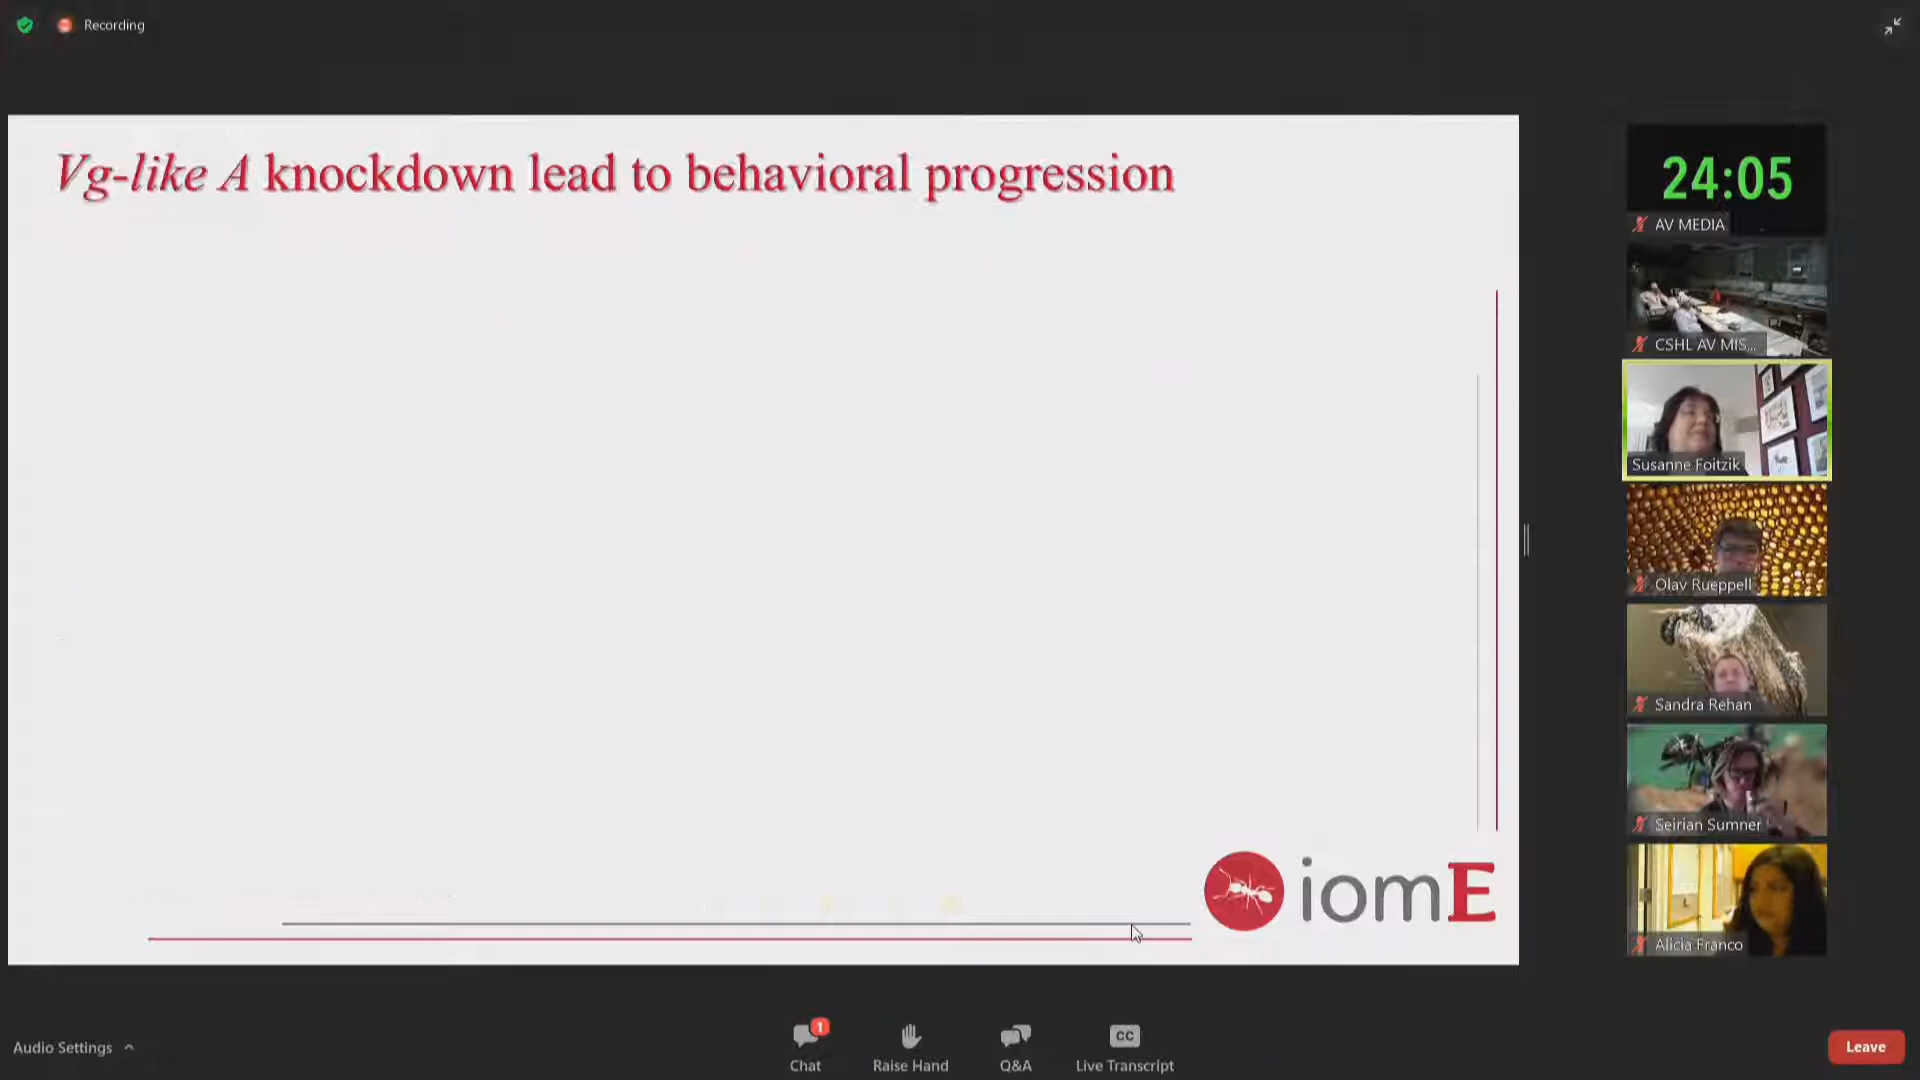 Recording
Vg-like A knockdown lead to behavioral progression
iomE
24:05
AV MEDIA
CSHL AV MIS...
Susanne Foitzik
Olav Rueppell
Sandra Rehan
Seirian Sumner
Alicia Franco
Audio Settings
1
Chat
Raise Hand
Q&A
CC
Live Transcript
Leave